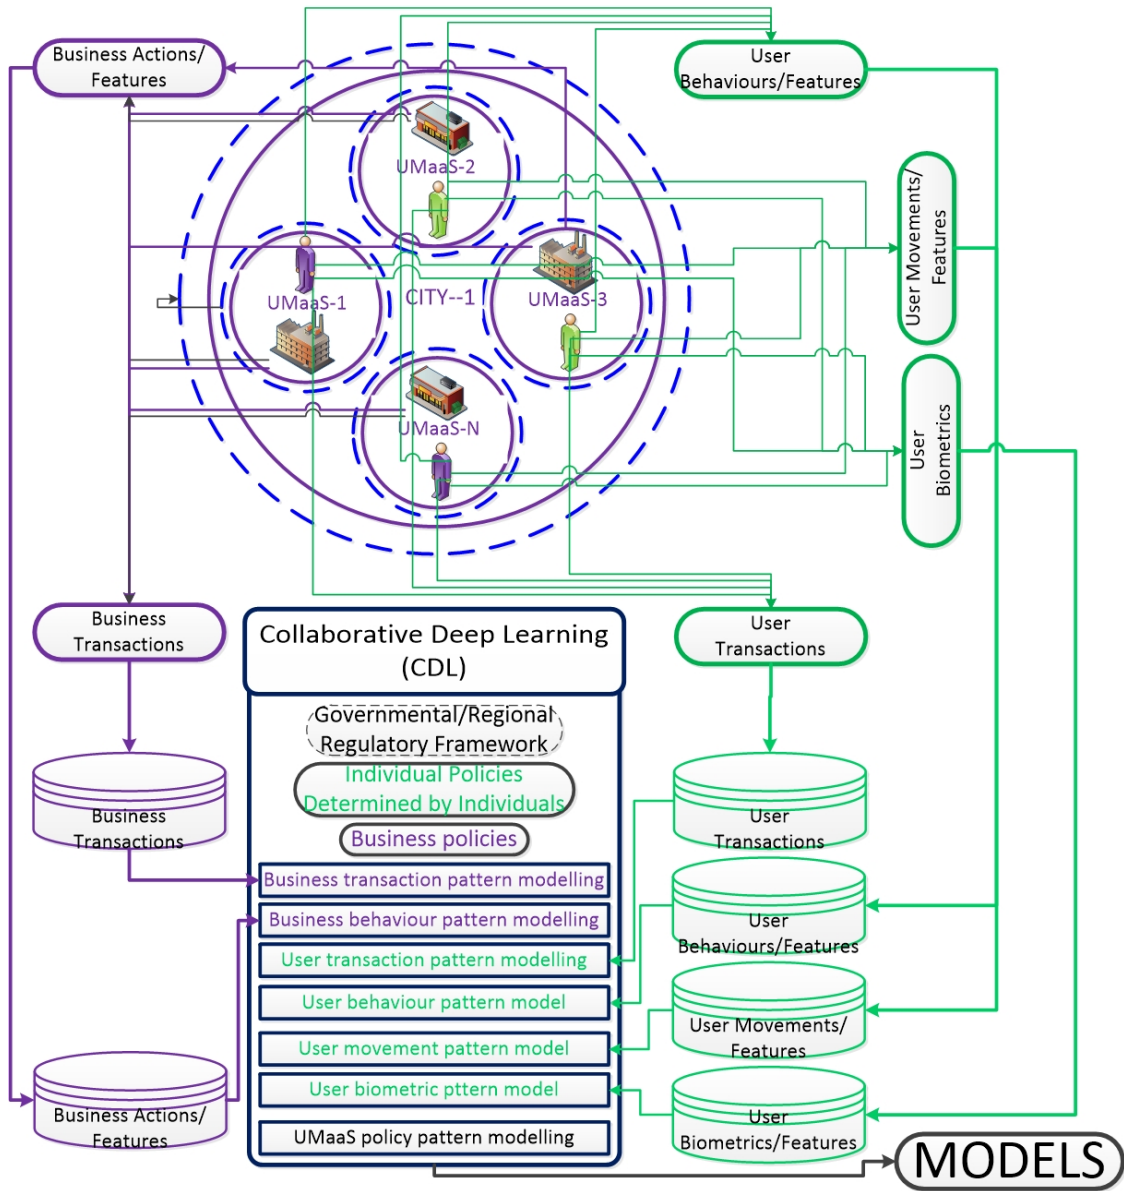 Business Actions/
Features
User
Behaviours/Features
UMaaS-2
User Movements/
Features
UMaaS-1
CITY--1
UMaaS-3
UMaaS-N
User
Biometrics
Business
Transactions
Collaborative Deep Learning
(CDL)
User
Transactions
Governmental/Regional
Regulatory Framework
Individual Policies
Determined by Individuals
Business policies
Business
Transactions
User
Transactions
Business transaction pattern modelling
Business behaviour pattern modelling
User transaction pattern modelling
User behaviour pattern model
User movement pattern model
User biometric pttern model
UMaaS policy pattern modelling
User
Behaviours/Features
User Movements/
Features
Business Actions/
Features
User
Biometrics/Features
MODELS